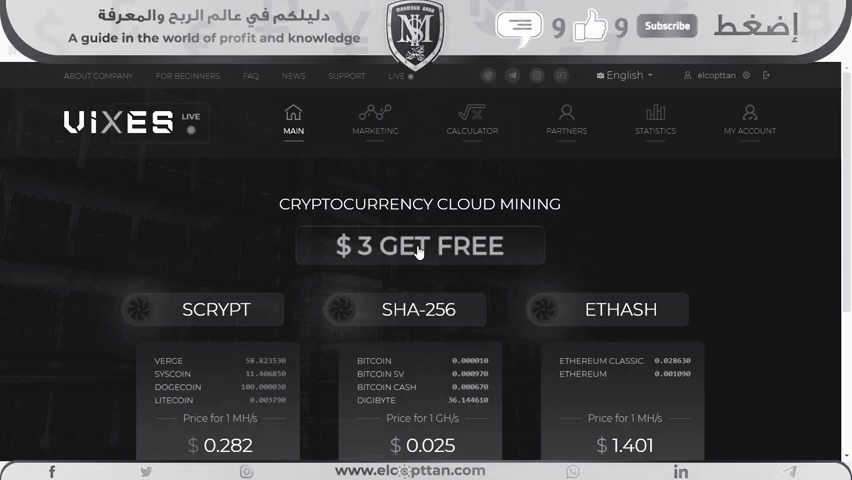 دليلكم في عالم الربح والمعرفة
A guide in the world of profit and knowledge
MAHMOUD SAAD
NSM
9
9
Subscribe
إضغط
ABOUT COMPANY
FOR BEGINNERS
FAQ
NEWS
SUPPORT
LIVE
English
elcopttan
VIXES
LIVE
MAIN
MARKETING
CALCULATOR
PARTNERS
STATISTICS
MY ACCOUNT
CRYPTOCURRENCY CLOUD MINING
$ 3 GET FREE
SCRYPT
SHA-256
ETHASH
VERGE 58.823530
SYSCOIN 11.406850
DOGECOIN 100.000030
LITECOIN 0.003790
Price for 1 MH/s
$ 0.282
BITCOIN 0.000010
BITCOIN SV 0.000970
BITCOIN CASH 0.000670
DIGIBYTE 36.144610
Price for 1 GH/s
$ 0.025
ETHEREUM CLASSIC 0.028630
ETHEREUM 0.001090
Price for 1 MH/s
$ 1.401
www.elcopttan.com